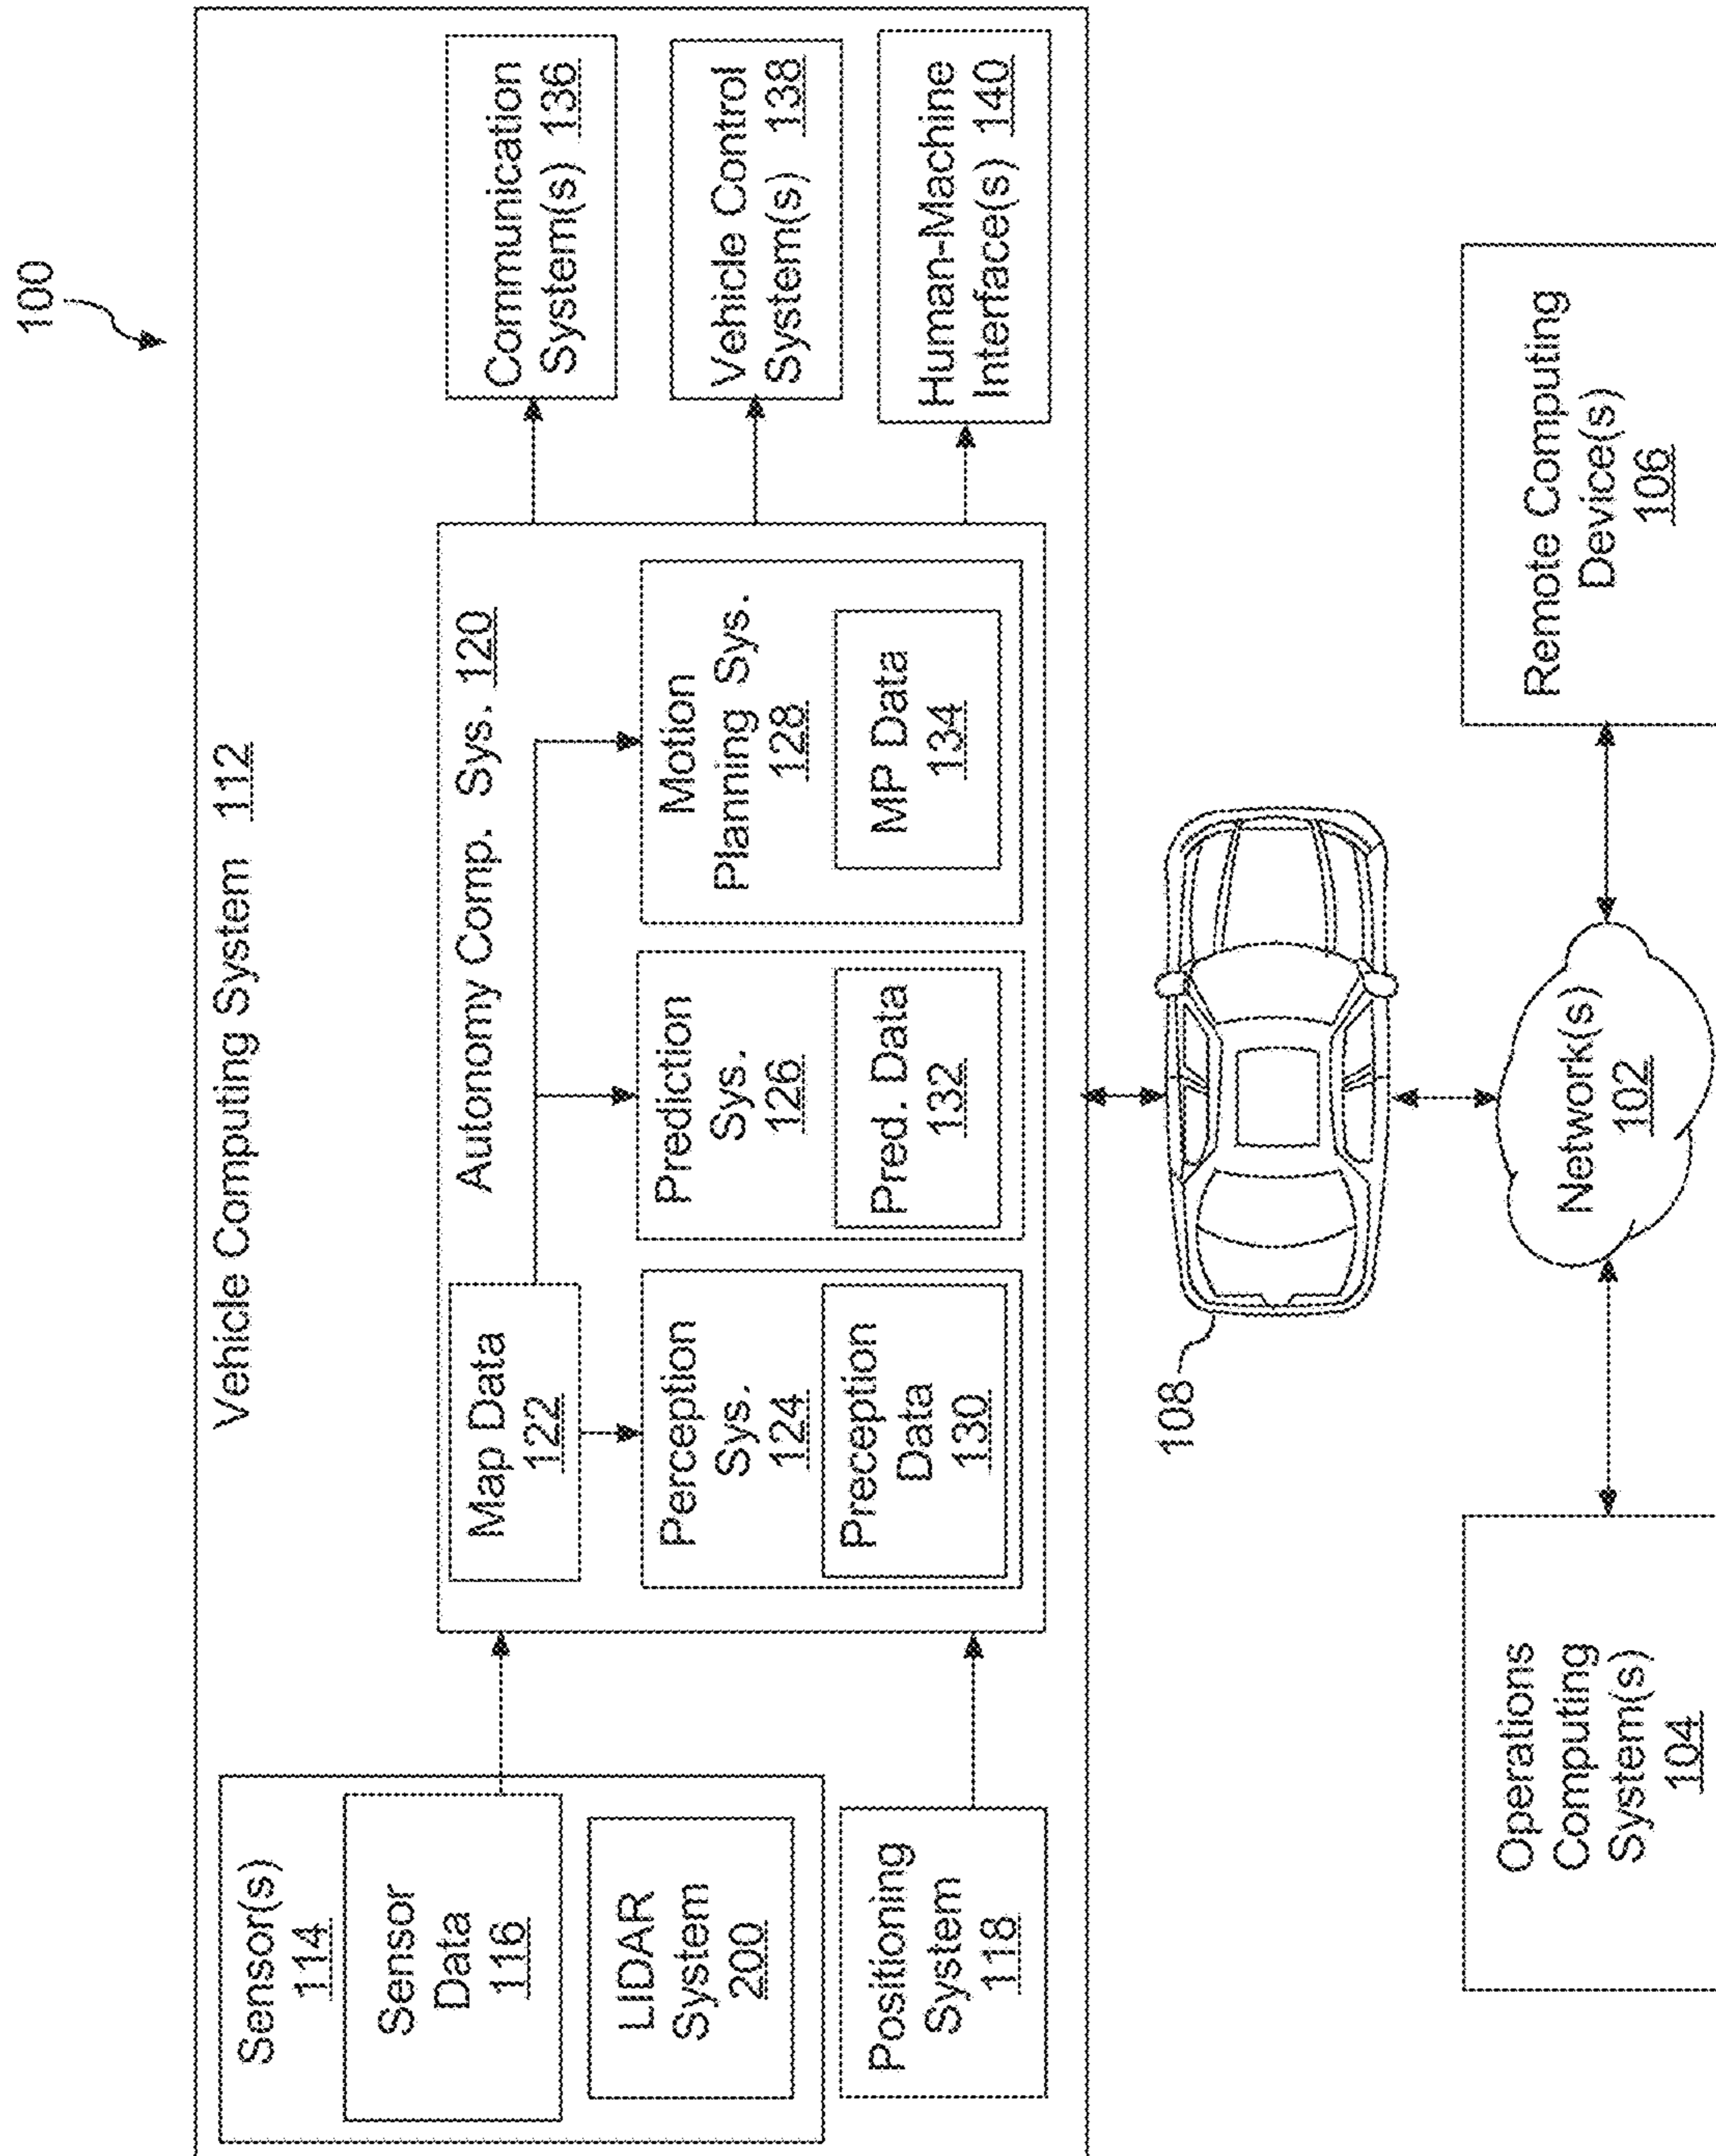 100
Vehicle Computing System 112
Sensor(s)
114
Sensor
Data
116
LIDAR
System
200
Positioning
System
118
Autonomy Comp. Sys. 120
Map Data
122
Perception
Sys.
124
Preception
Data
130
Prediction
Sys.
126
Pred. Data
132
Motion
Planning Sys.
128
MP Data
134
Communication
System(s) 136
Vehicle Control
System(s) 138
Human-Machine
Interface(s) 140
108
Operations
Computing
System(s)
104
Network(s)
102
Remote Computing
Device(s)
106